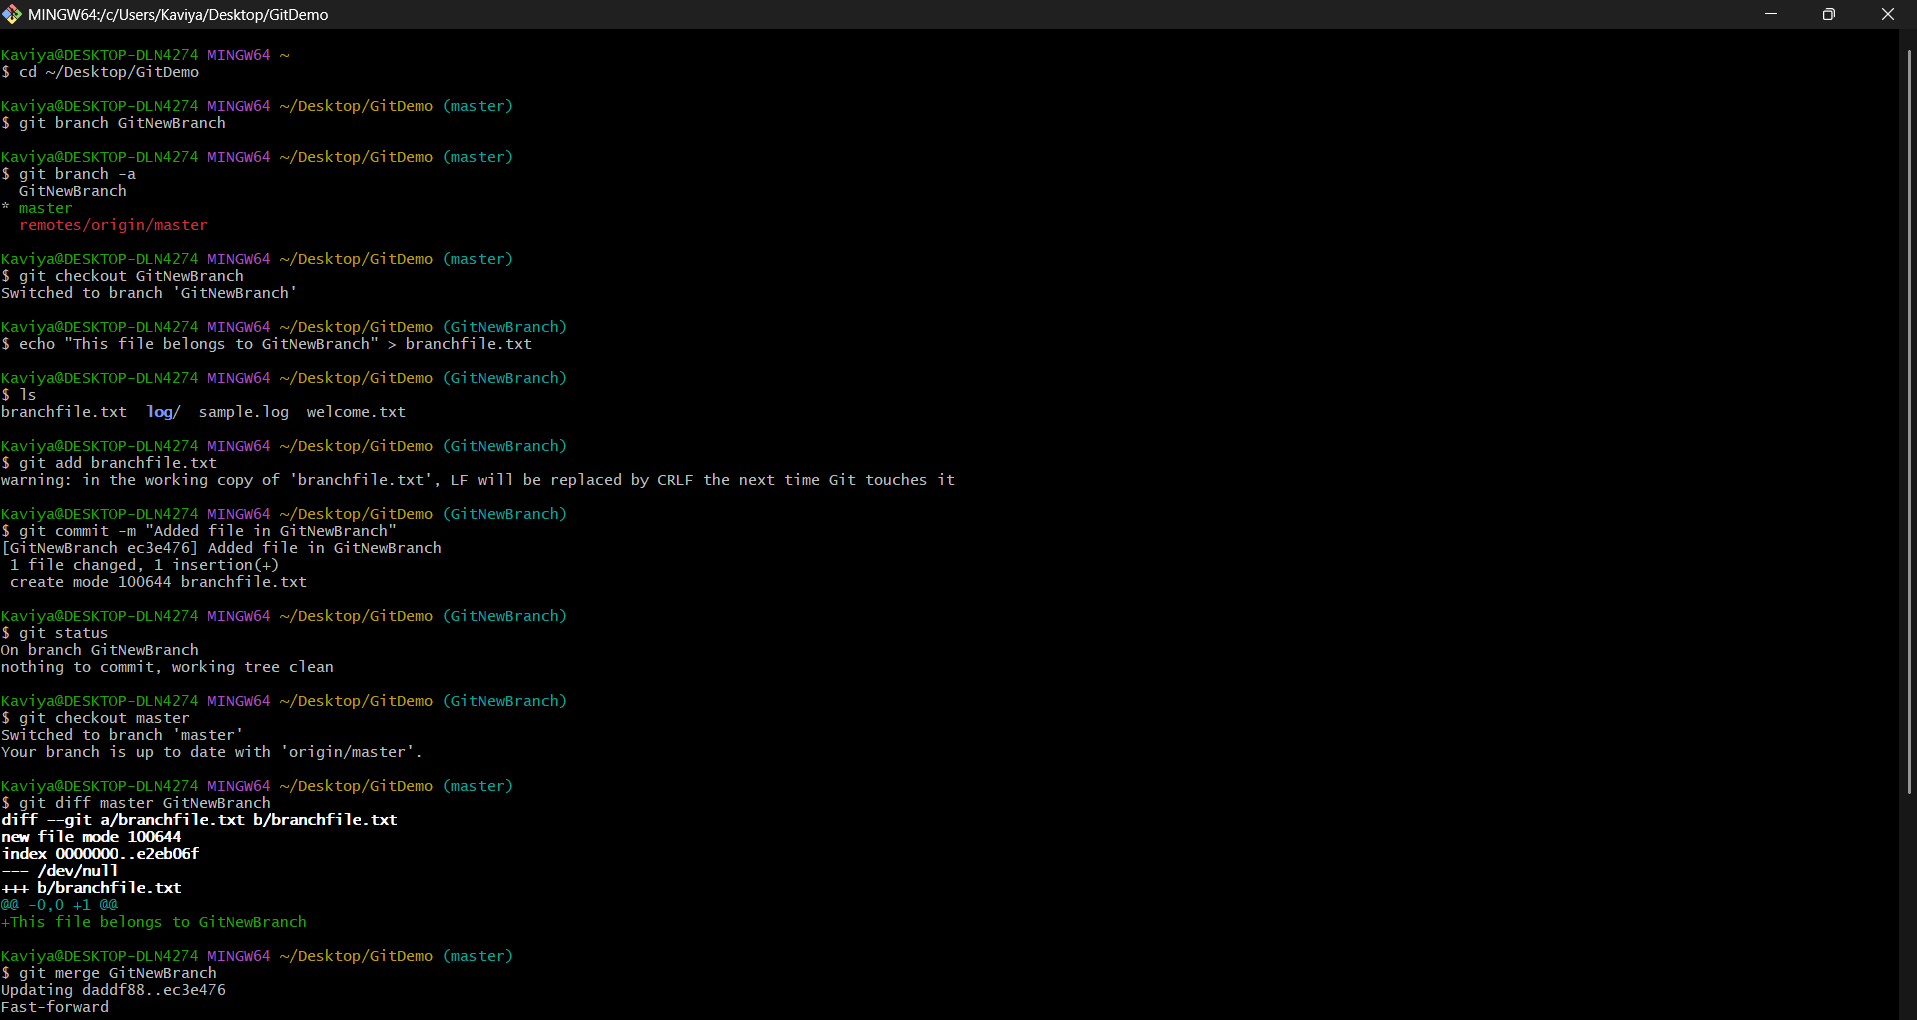 MINGW64:/c/Users/Kaviya/Desktop/GitDemo
Kaviya@DESKTOP-DLN4274 MINGW64 ~
$ cd ~/Desktop/GitDemo
Kaviya@DESKTOP-DLN4274 MINGW64 ~/Desktop/GitDemo (master)
$ git branch GitNewBranch
Kaviya@DESKTOP-DLN4274 MINGW64 ~/Desktop/GitDemo (master)
$ git branch -a
  GitNewBranch
* master
  remotes/origin/master
Kaviya@DESKTOP-DLN4274 MINGW64 ~/Desktop/GitDemo (master)
$ git checkout GitNewBranch
Switched to branch 'GitNewBranch'
Kaviya@DESKTOP-DLN4274 MINGW64 ~/Desktop/GitDemo (GitNewBranch)
$ echo "This file belongs to GitNewBranch" > branchfile.txt
Kaviya@DESKTOP-DLN4274 MINGW64 ~/Desktop/GitDemo (GitNewBranch)
$ ls
branchfile.txt  log/  sample.log  welcome.txt
Kaviya@DESKTOP-DLN4274 MINGW64 ~/Desktop/GitDemo (GitNewBranch)
$ git add branchfile.txt
warning: in the working copy of 'branchfile.txt', LF will be replaced by CRLF the next time Git touches it
Kaviya@DESKTOP-DLN4274 MINGW64 ~/Desktop/GitDemo (GitNewBranch)
$ git commit -m "Added file in GitNewBranch"
[GitNewBranch ec3e476] Added file in GitNewBranch
 1 file changed, 1 insertion(+)
 create mode 100644 branchfile.txt
Kaviya@DESKTOP-DLN4274 MINGW64 ~/Desktop/GitDemo (GitNewBranch)
$ git status
On branch GitNewBranch
nothing to commit, working tree clean
Kaviya@DESKTOP-DLN4274 MINGW64 ~/Desktop/GitDemo (GitNewBranch)
$ git checkout master
Switched to branch 'master'
Your branch is up to date with 'origin/master'.
Kaviya@DESKTOP-DLN4274 MINGW64 ~/Desktop/GitDemo (master)
$ git diff master GitNewBranch
diff --git a/branchfile.txt b/branchfile.txt
new file mode 100644
index 0000000..e2eb06f
--- /dev/null
+++ b/branchfile.txt
@@ -0,0 +1 @@
+This file belongs to GitNewBranch
Kaviya@DESKTOP-DLN4274 MINGW64 ~/Desktop/GitDemo (master)
$ git merge GitNewBranch
Updating daddf88..ec3e476
Fast-forward